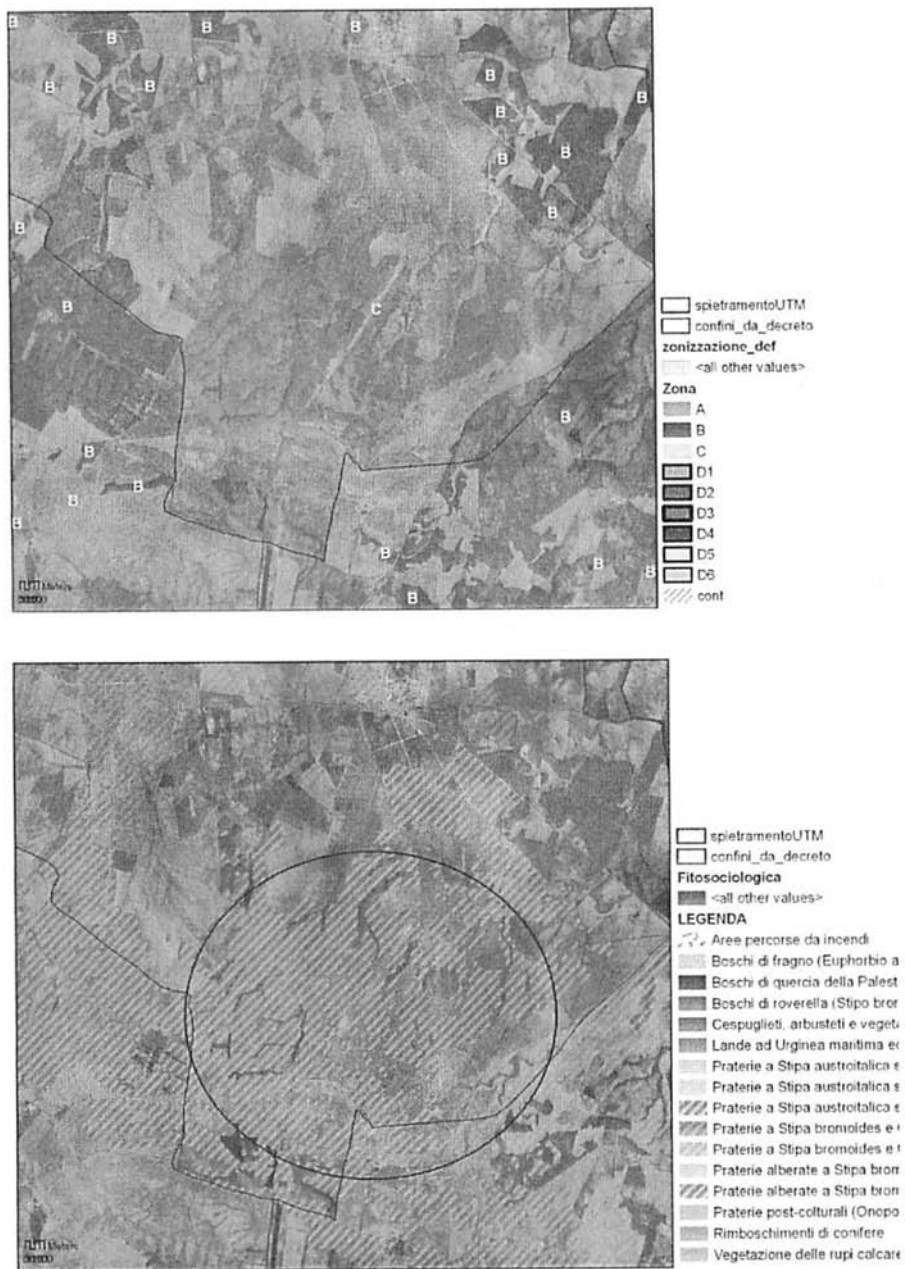 B
B
B
B
B
B
B
B
B
B
B
B
B
B
C
B
B
B
B
B
B
B
B
B
B
Meters
spietramentoUTM
confini_da_decreto
zonizzazione_def
<all other values>
Zona
A
B
C
D1
D2
D3
D4
D5
D6
cont
Meters
spietramentoUTM
confini_da_decreto
Fitosociologica
<all other values>
LEGENDA
Aree percorse da incendi
Boschi di fragno (Euphorbio a
Boschi di quercia della Palest
Boschi di roverella (Stipo bror
Cespuglieti, arbusteti e veget
Lande ad Urginea maritima e
Praterie a Stipa austroitalica e
Praterie a Stipa austroitalica s
Praterie a Stipa austroitalica e
Praterie a Stipa bromoides e
Praterie a Stipa bromoides e
Praterie alberate a Stipa brom
Praterie alberate a Stipa brom
Praterie post-colturali (Onopo
Rimboschimenti di conifere
Vegetazione delle rupi calcare